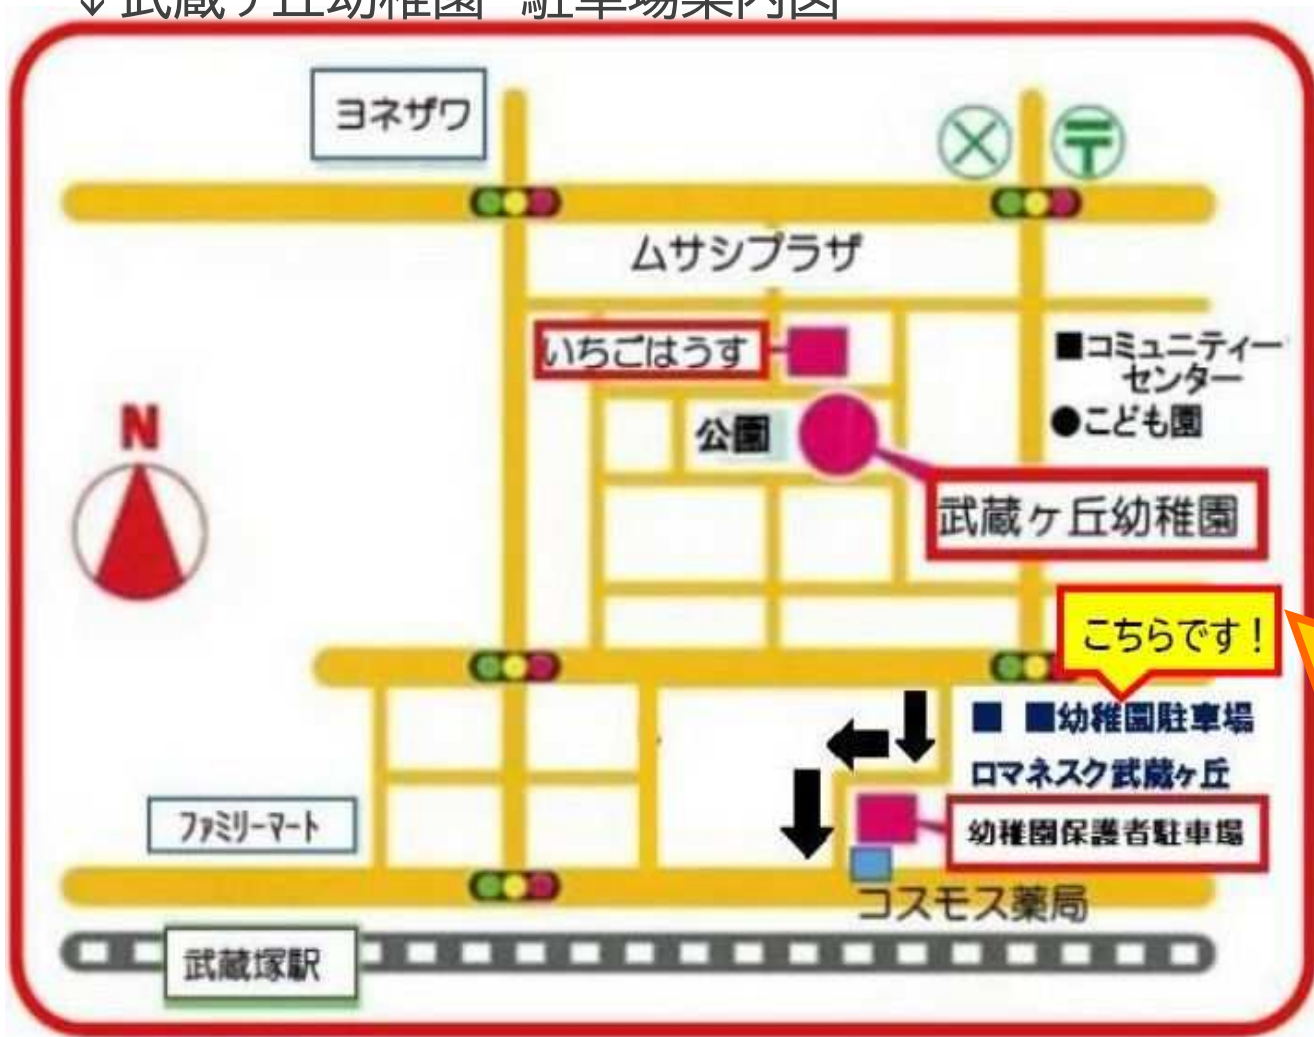 ↓武蔵ヶ丘幼稚園 駐車場案内図
ヨネザワ
〒
ムサシプラザ
いちごはうす
■コミュニティー
センター
●こども園
N
公園
武蔵ヶ丘幼稚園
こちらです！
■ ■幼稚園駐車場
ロマネスク武蔵ヶ丘
ファミリーマート
幼稚園保護者駐車場
コスモス薬局
武蔵塚駅